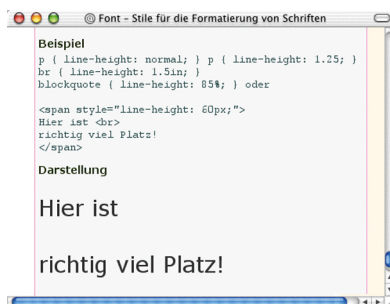 @ Font - Stile für die Formatierung von Schriften
Beispiel
p { line-height: normal; } p { line-height: 1.25; }
br { line-height: 1.5in; }
blockquote { line-height: 85%; } oder
<span style="line-height: 60px;">
Hier ist <br>
richtig viel Platz!
</span>
Darstellung
Hier ist
richtig viel Platz!